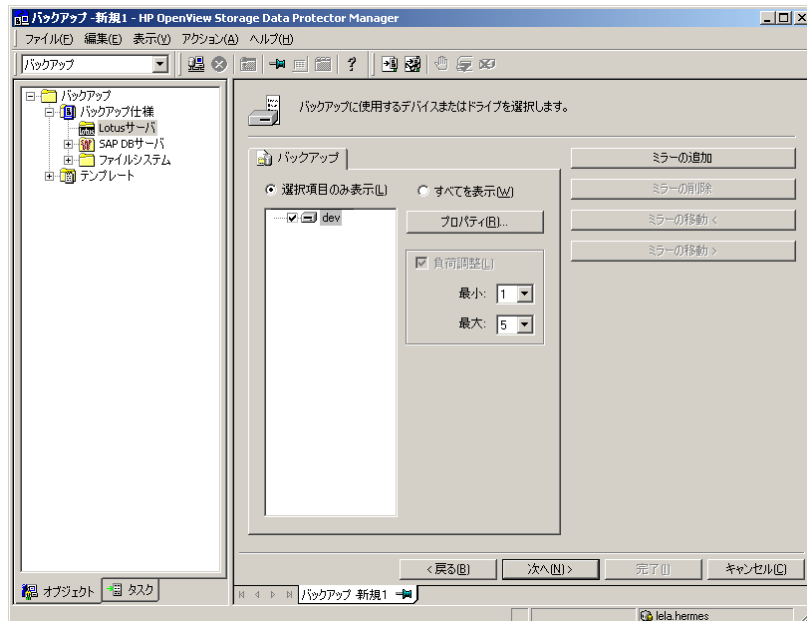 バックアップ -新規1 - HP OpenView Storage Data Protector Manager
ファイル(F) 編集(E) 表示(V) アクション(A) ヘルプ(H)
バックアップ
バックアップ
バックアップ仕様
Lotusサーバ
SAP DBサーバ
ファイルシステム
テンプレート
バックアップに使用するデバイスまたはドライブを選択します。
バックアップ
選択項目のみ表示(L) すべてを表示(W)
dev
プロパティ(R)...
負荷調整(L)
最小: 1
最大: 5
ミラーの追加
ミラーの削除
ミラーの移動 <
ミラーの移動 >
<戻る(B) 次へ(N)> 完了(I) キャンセル(C)
オブジェクト タスク
バックアップ -新規1
lela.hermes